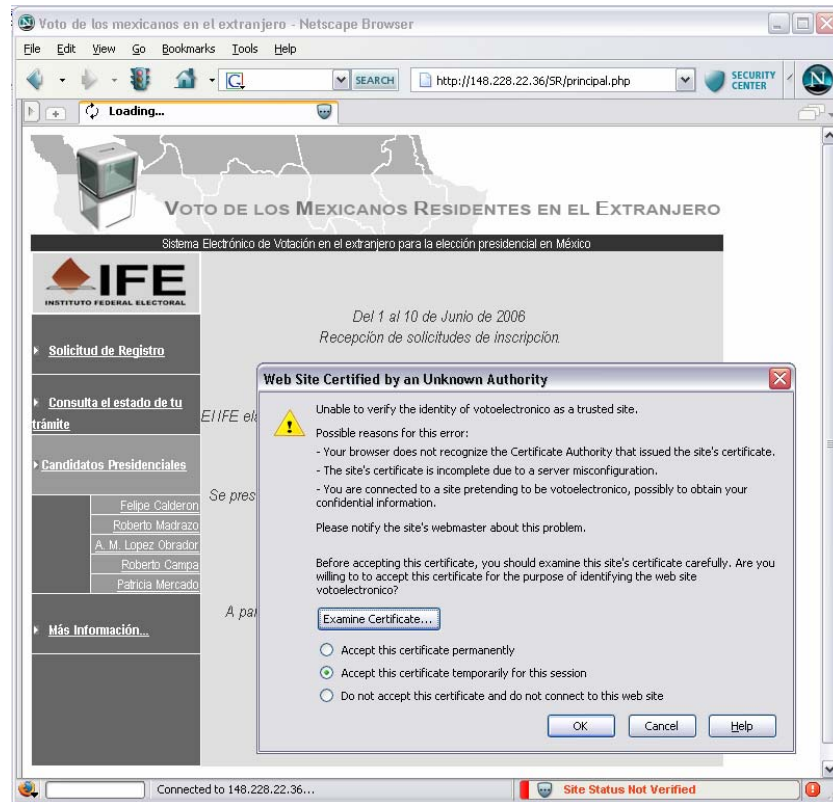 Voto de los mexicanos en el extranjero - Netscape Browser
File Edit View Go Bookmarks Tools Help
SEARCH http://148.228.22.36/SR/principal.php SECURITY CENTER
Loading...
VOTO DE LOS MEXICANOS RESIDENTES EN EL EXTRANJERO
Sistema Electrónico de Votación en el extranjero para la elección presidencial en México
IFE
INSTITUTO FEDERAL ELECTORAL
Solicitud de Registro
Consulta el estado de tu
trámite
Candidatos Presidenciales
Felipe Calderon
Roberto Madrazo
A. M. Lopez Obrador
Roberto Campa
Patricia Mercado
Más Información...
Del 1 al 10 de Junio de 2006
Recepción de solicitudes de inscripción.
El IFE
Se
A
Web Site Certified by an Unknown Authority
Unable to verify the identity of votoelectronico as a trusted site.
Possible reasons for this error:
- Your browser does not recognize the Certificate Authority that issued the site's certificate.
- The site's certificate is incomplete due to a server misconfiguration.
- You are connected to a site pretending to be votoelectronico, possibly to obtain your
confidential information.
Please notify the site's webmaster about this problem.
Before accepting this certificate, you should examine this site's certificate carefully. Are you
willing to to accept this certificate for the purpose of identifying the web site
votoelectronico?
Examine Certificate...
Accept this certificate permanently
Accept this certificate temporarily for this session
Do not accept this certificate and do not connect to this web site
OK Cancel Help
Connected to 148.228.22.36... Site Status Not Verified